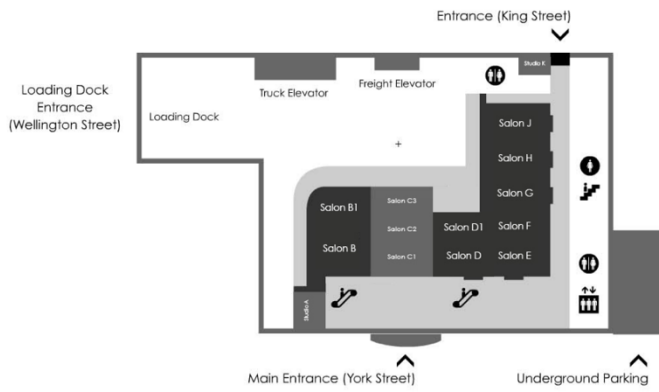 Entrance (King Street)
Studio K
Loading Dock
Entrance
(Wellington Street)
Truck Elevator
Freight Elevator
Loading Dock
Salon J
Salon H
Salon G
Salon F
Salon E
Salon D1
Salon D
Salon C3
Salon C2
Salon C1
Salon B1
Salon B
Studio A
Main Entrance (York Street)
Underground Parking